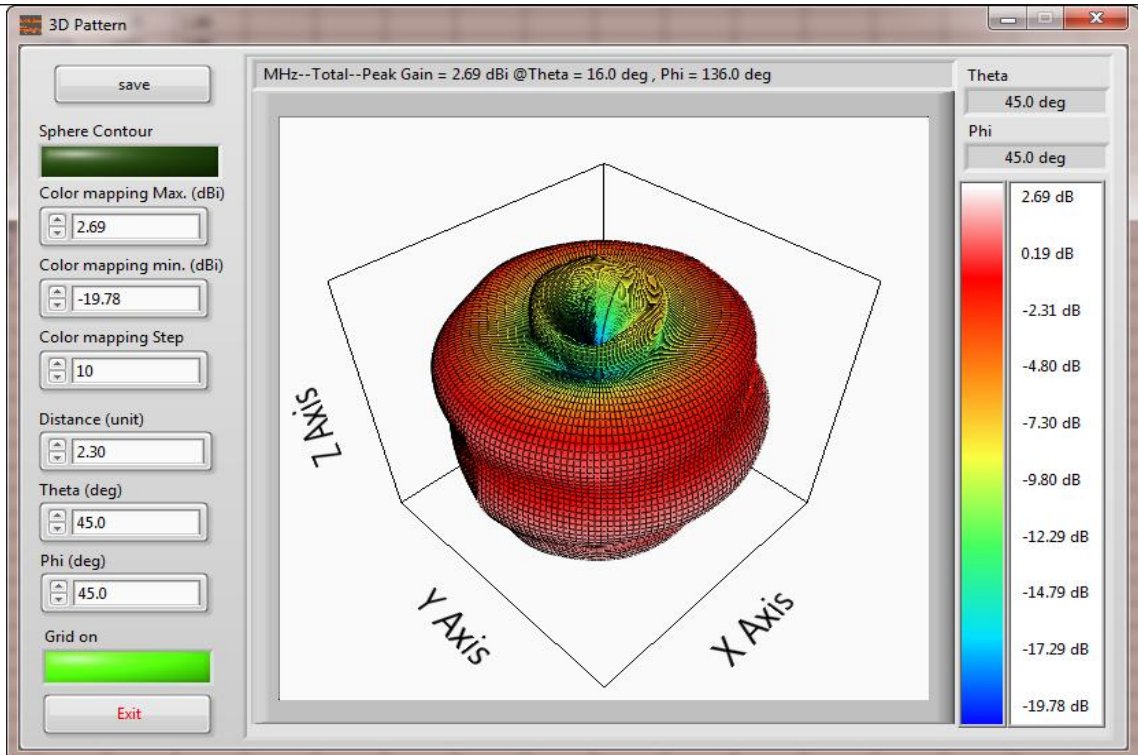 3D Pattern
save
Sphere Contour
Color mapping Max. (dBi)
2.69
Color mapping min. (dBi)
-19.78
Color mapping Step
10
Distance (unit)
2.30
Theta (deg)
45.0
Phi (deg)
45.0
Grid on
Exit
MHz--Total--Peak Gain = 2.69 dBi @Theta = 16.0 deg , Phi = 136.0 deg
Z Axis
Y Axis
X Axis
Theta
45.0 deg
Phi
45.0 deg
2.69 dB
0.19 dB
-2.31 dB
-4.80 dB
-7.30 dB
-9.80 dB
-12.29 dB
-14.79 dB
-17.29 dB
-19.78 dB